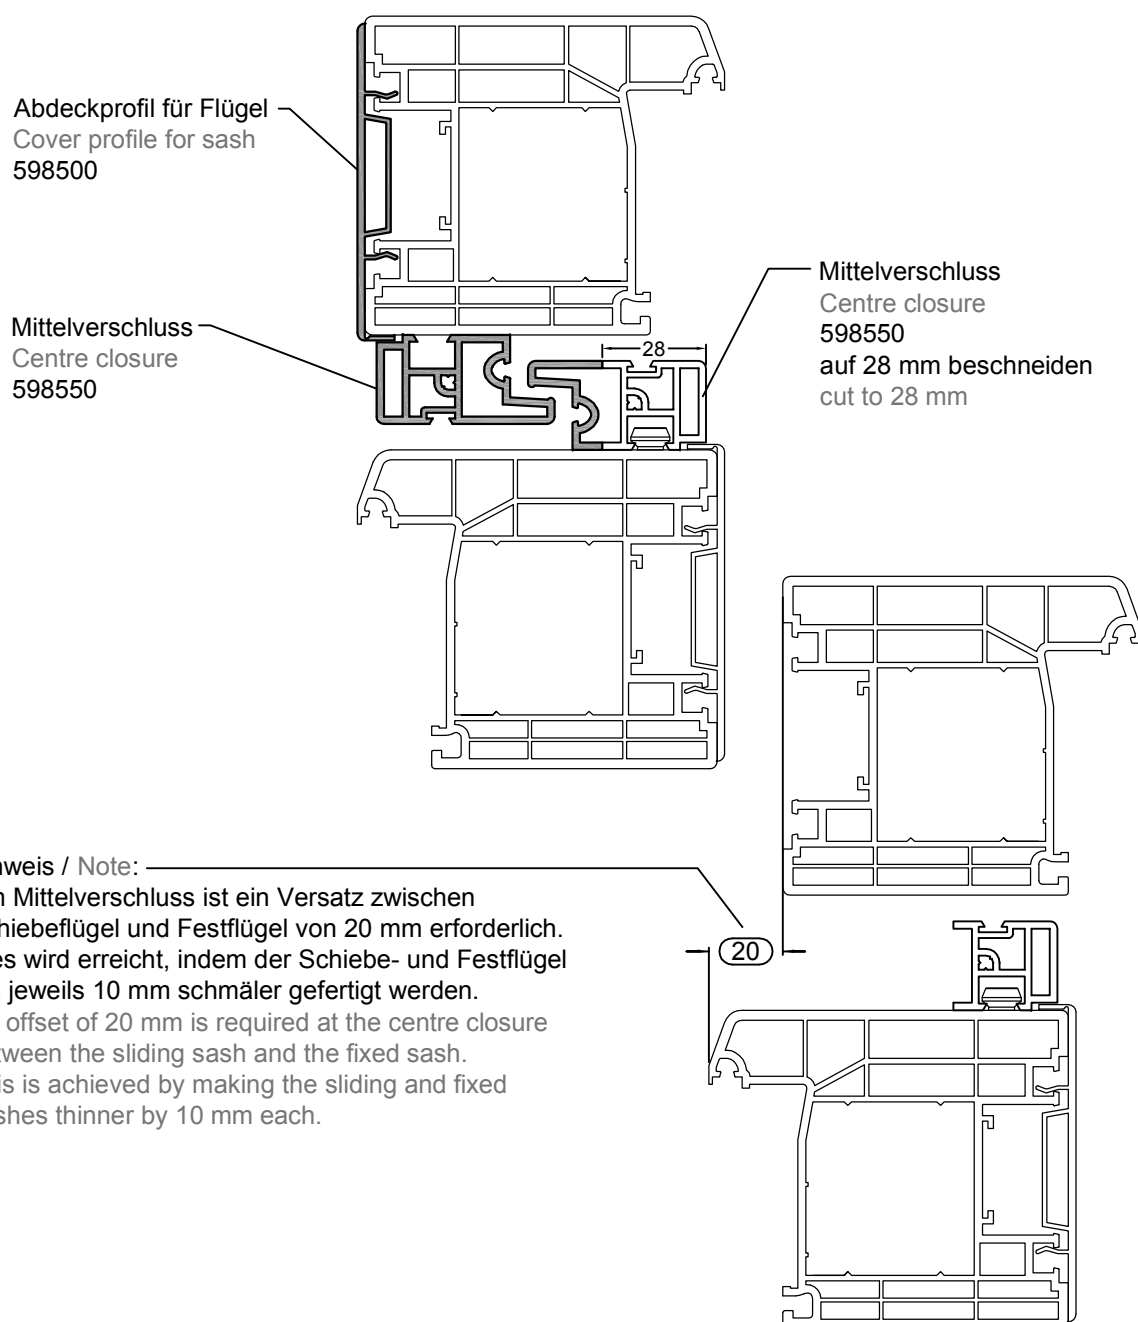 Abdeckprofil für Flügel
Cover profile for sash
598500
Mittelverschluss
Centre closure
598550
auf 28 mm beschneiden
cut to 28 mm
Mittelverschluss
Centre closure
598550
28
nweis / Note:
n Mittelverschluss ist ein Versatz zwischen
hiebeflügel und Festflügel von 20 mm erforderlich.
es wird erreicht, indem der Schiebe- und Festflügel
jeweils 10 mm schmäler gefertigt werden.
offset of 20 mm is required at the centre closure
tween the sliding sash and the fixed sash.
is is achieved by making the sliding and fixed
shes thinner by 10 mm each.
20